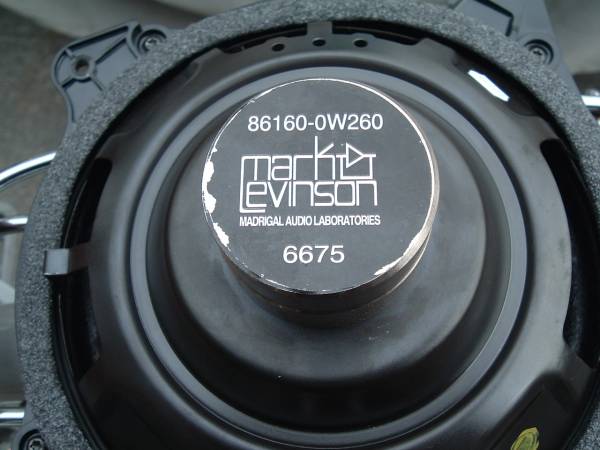 86160-0W260
mark
Levinson
MADRIGAL AUDIO LABORATORIES
6675